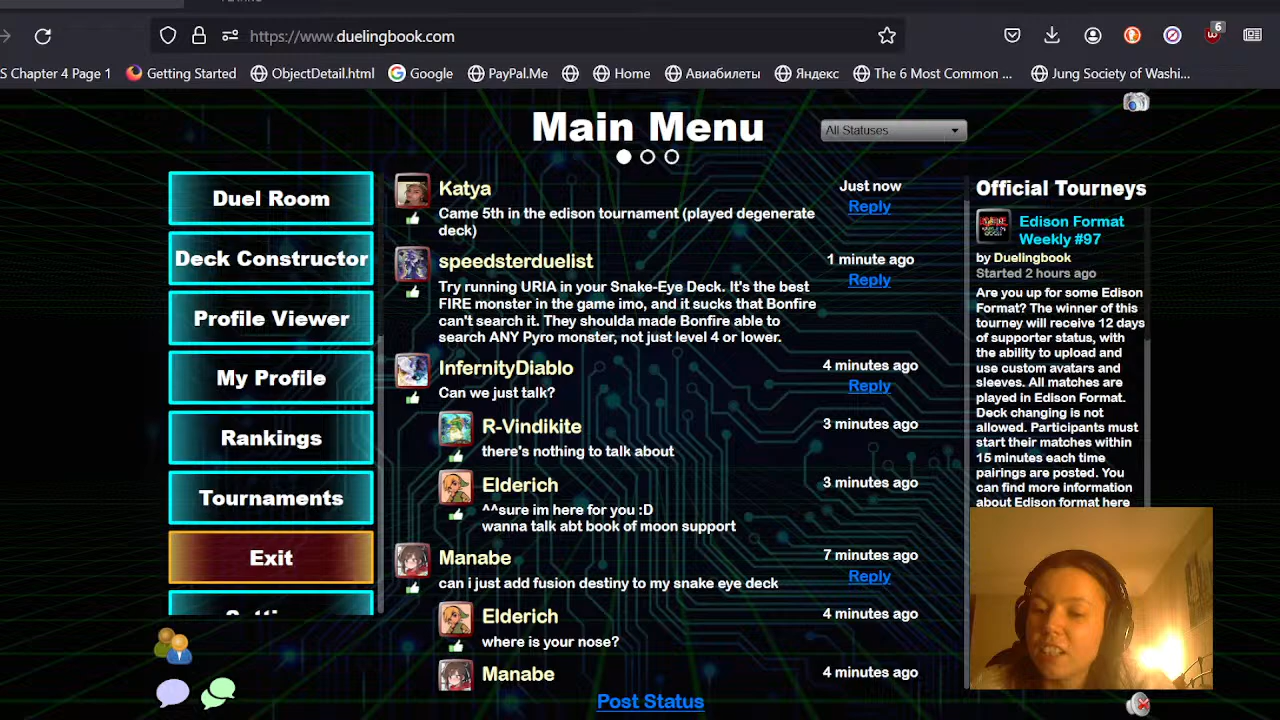 https://www.duelingbook.com
6
S Chapter 4 Page 1
Getting Started
ObjectDetail.html
Google
PayPal.Me
Home
Авиабилеты
Яндекс
The 6 Most Common ...
Jung Society of Washi...
Main Menu
All Statuses
Duel Room
Deck Constructor
Profile Viewer
My Profile
Rankings
Tournaments
Exit
Katya
Just now
Came 5th in the edison tournament (played degenerate
deck)
Reply
speedsterduelist
1 minute ago
Try running URIA in your Snake-Eye Deck. It's the best
FIRE monster in the game imo, and it sucks that Bonfire
can't search it. They shoulda made Bonfire able to
search ANY Pyro monster, not just level 4 or lower.
Reply
InfernityDiablo
4 minutes ago
Can we just talk?
Reply
R-Vindikite
3 minutes ago
there's nothing to talk about
Elderich
3 minutes ago
^^sure im here for you :D
wanna talk abt book of moon support
Manabe
7 minutes ago
can i just add fusion destiny to my snake eye deck
Reply
Elderich
4 minutes ago
where is your nose?
Manabe
4 minutes ago
Post Status
Official Tourneys
Edison Format
Weekly #97
by Duelingbook
Started 2 hours ago
Are you up for some Edison
Format? The winner of this
tourney will receive 12 days
of supporter status, with
the ability to upload and
use custom avatars and
sleeves. All matches are
played in Edison Format.
Deck changing is not
allowed. Participants must
start their matches within
15 minutes each time
pairings are posted. You
can find more information
about Edison format here